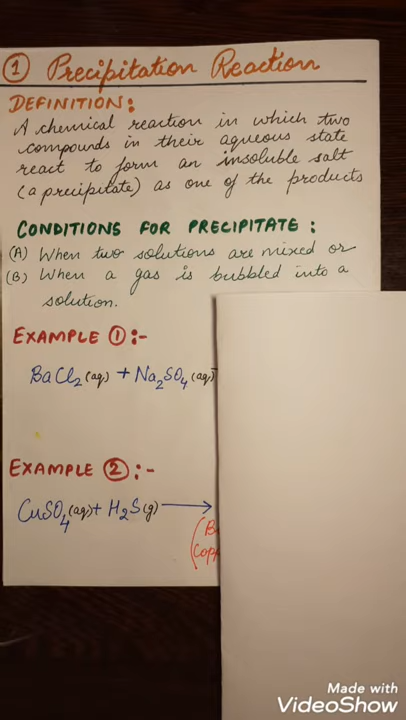 ① Precipitation Reaction
DEFINITION:
A chemical reaction in which two
compounds in their aqueous state
react to form an insoluble salt
(a precipitate) as one of the products
CONDITIONS FOR PRECIPITATE:
(A) When two solutions are mixed or
(B) When a gas is bubbled into a
solution.
EXAMPLE ①:-
BaCl₂(aq) + Na₂SO₄(aq)
EXAMPLE ②:-
CuSO₄(aq) + H₂S(g) ⟶
Made with
VideoShow